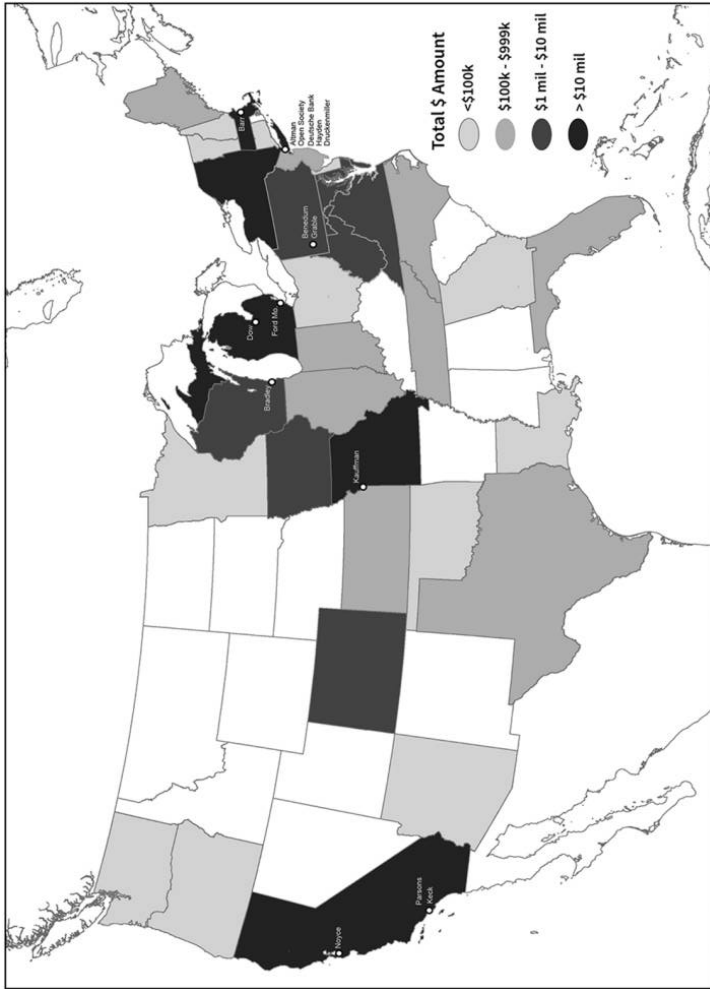 Total $ Amount
<$100k
$100k - $999k
$1 mil - $10 mil
> $10 mil
Noyce
Parsons
Keck
Kauffman
Bradley
Dow
Ford Mo.
Benedum
Grable
Barr
Altman
Open Society
Deutsche Bank
Hayden
Druckenmiller